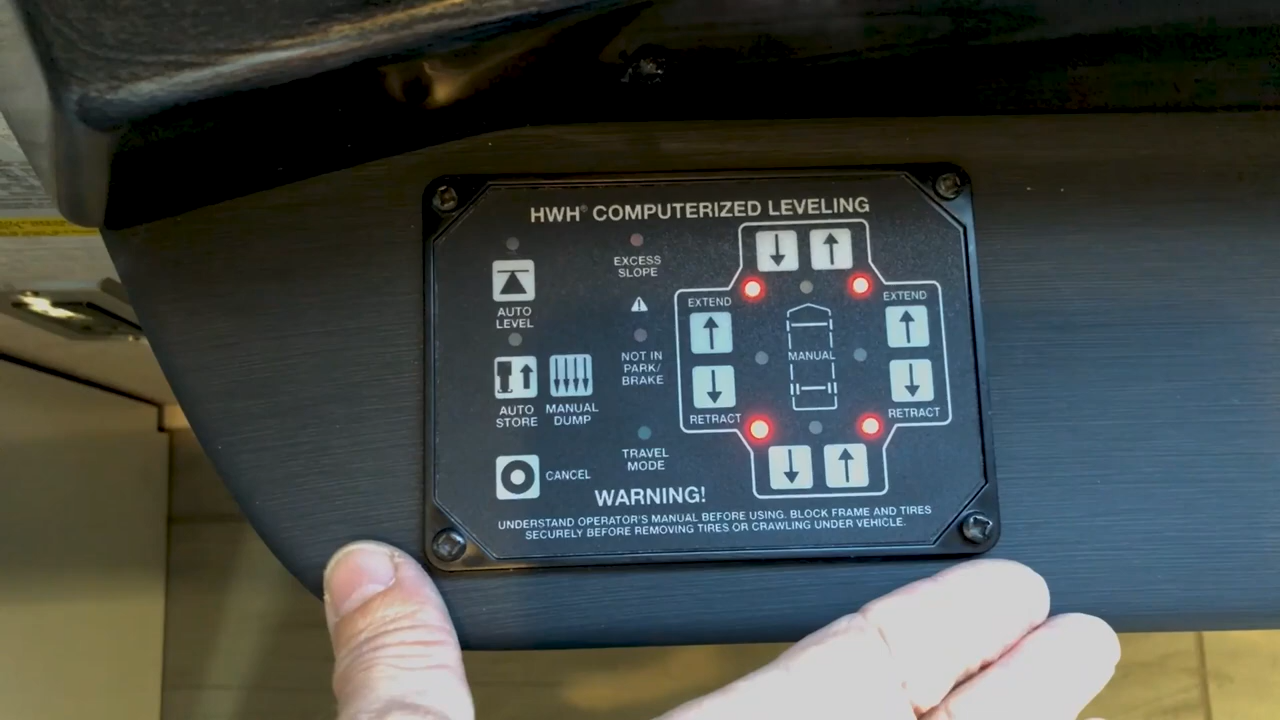 HWH® COMPUTERIZED LEVELING
AUTO
LEVEL
AUTO
STORE
MANUAL
DUMP
CANCEL
EXCESS
SLOPE
NOT IN
PARK/
BRAKE
TRAVEL
MODE
EXTEND
RETRACT
MANUAL
EXTEND
RETRACT
WARNING!
UNDERSTAND OPERATOR'S MANUAL BEFORE USING. BLOCK FRAME AND TIRES
SECURELY BEFORE REMOVING TIRES OR CRAWLING UNDER VEHICLE.